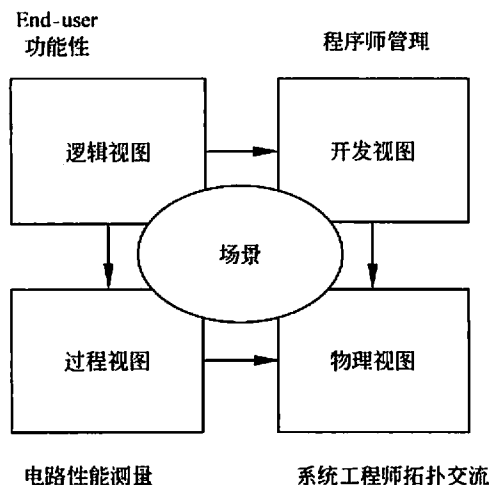 End-user
功能性
程序师管理
逻辑视图
开发视图
场景
过程视图
物理视图
电路性能测量
系统工程师拓扑交流